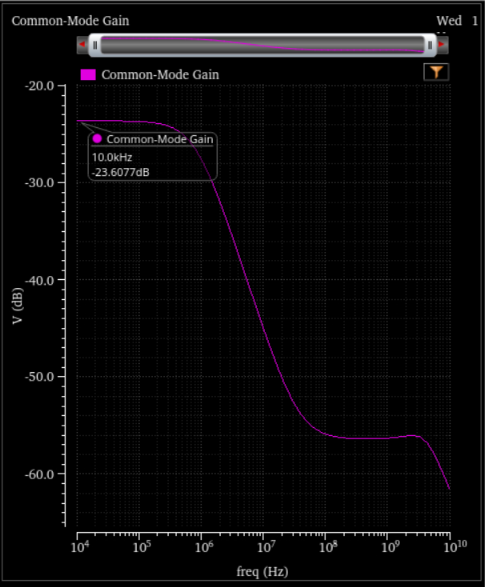 Common-Mode Gain
Wed 1
Common-Mode Gain
-20.0
Common-Mode Gain
10.0kHz
-23.6077dB
-30.0
-40.0
V (dB)
-50.0
-60.0
10⁴ 10⁵ 10⁶ 10⁷ 10⁸ 10⁹ 10¹⁰
freq (Hz)